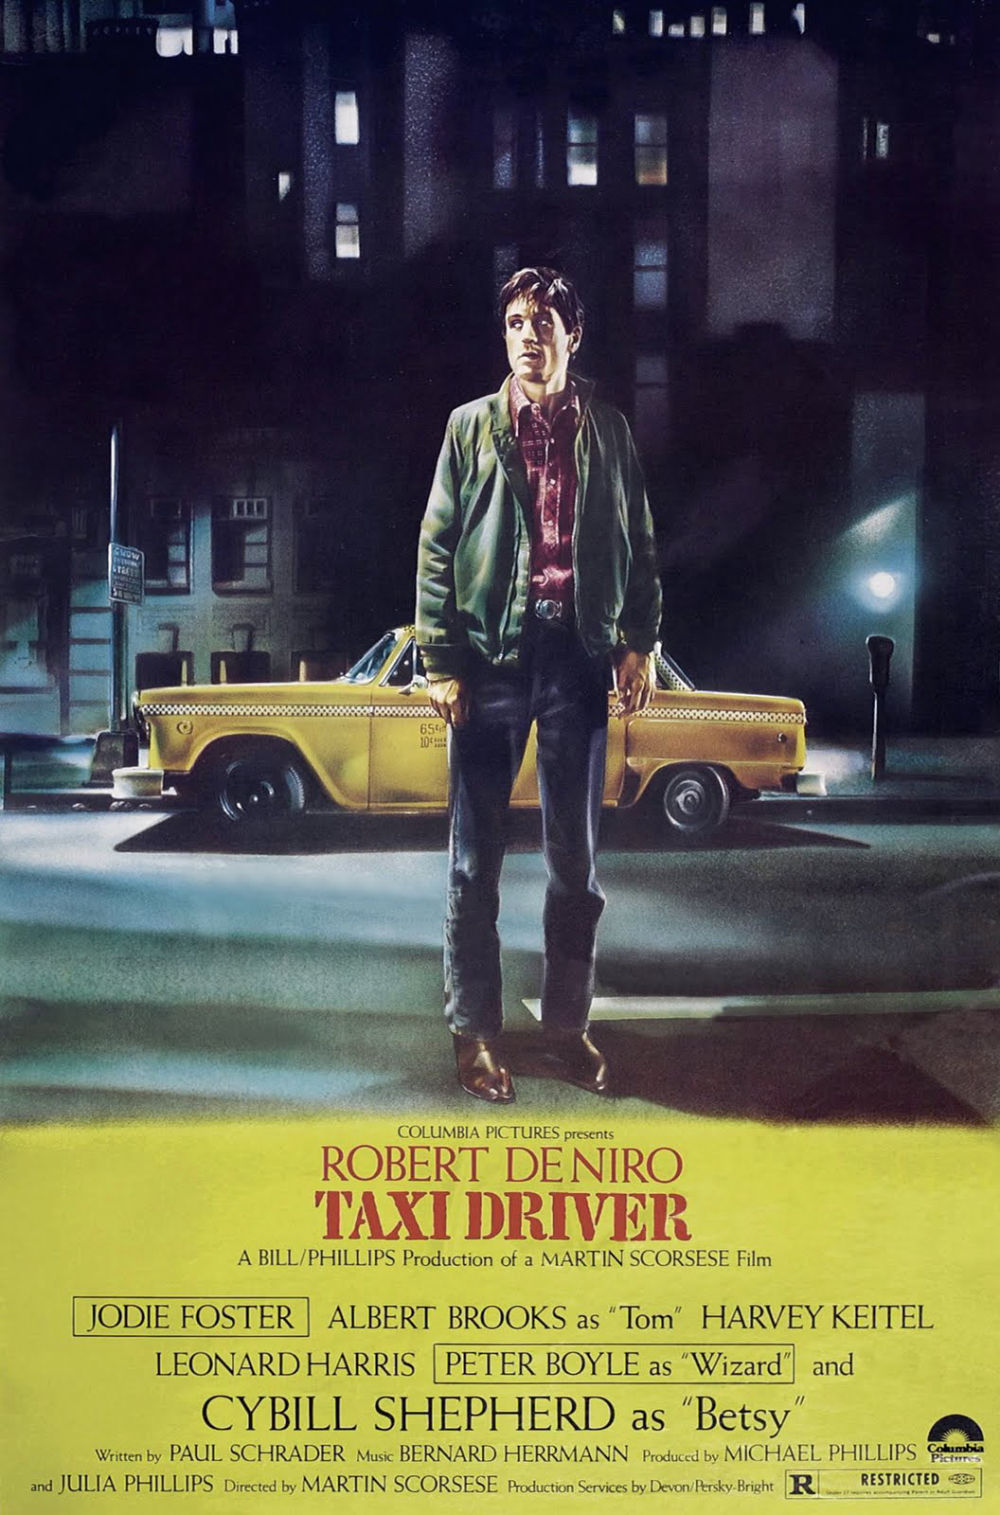 COLUMBIA PICTURES presents
ROBERT DE NIRO
TAXI DRIVER
A BILL/PHILLIPS Production of a MARTIN SCORSESE Film
JODIE FOSTER ALBERT BROOKS as "Tom" HARVEY KEITEL
LEONARD HARRIS PETER BOYLE as "Wizard" and
CYBILL SHEPHERD as "Betsy"
Written by PAUL SCHRADER Music BERNARD HERRMANN Produced by MICHAEL PHILLIPS
and JULIA PHILLIPS Directed by MARTIN SCORSESE Production Services by Devon/Persky-Bright
Columbia
Pictures
R RESTRICTED